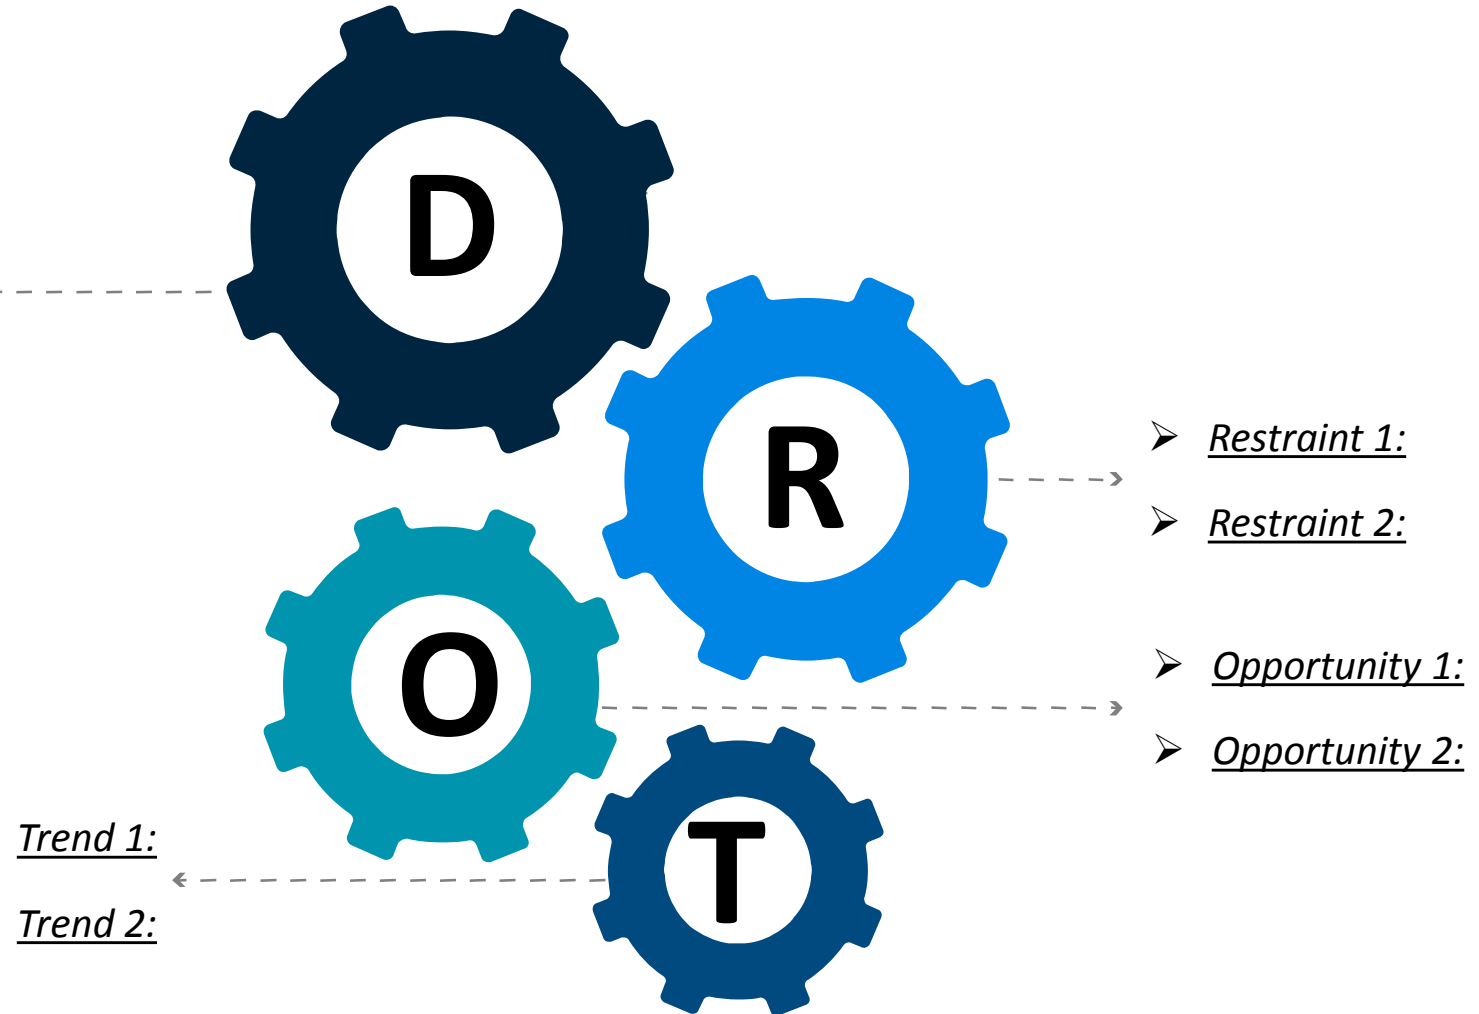 D
R
➢ Restraint 1:
➢ Restraint 2:
O
➢ Opportunity 1:
➢ Opportunity 2:
T
Trend 1:
Trend 2: